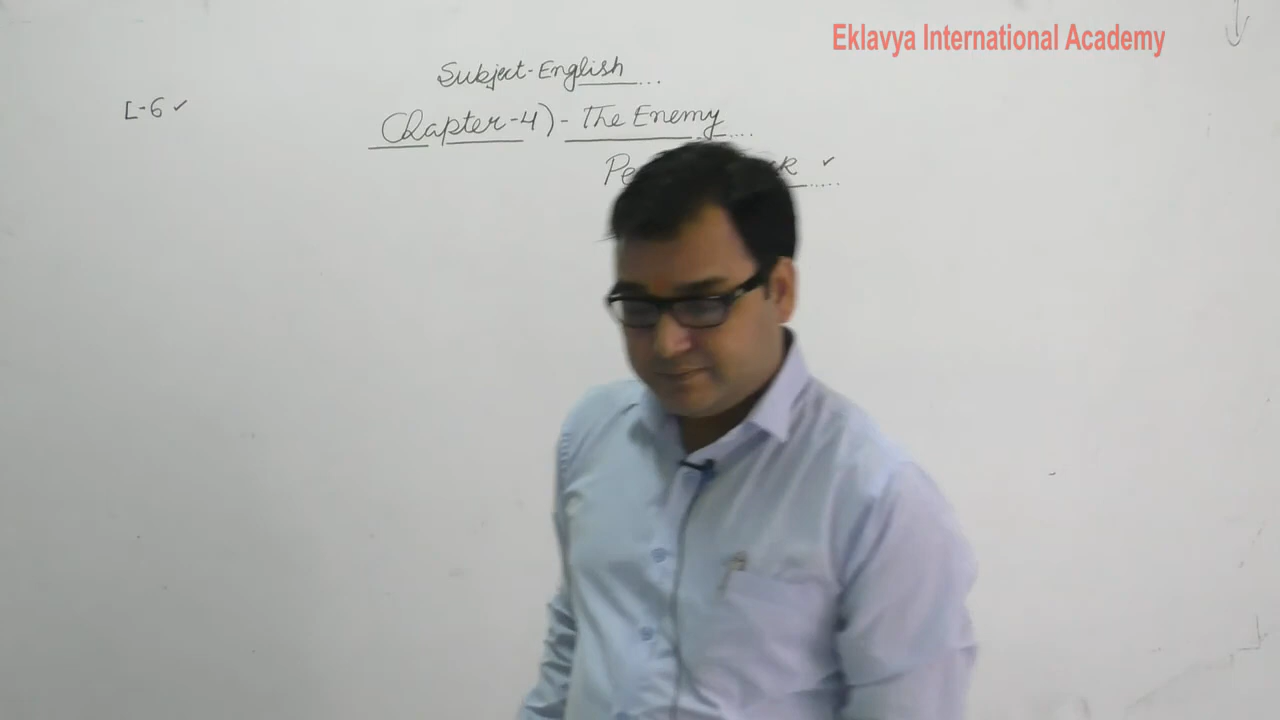 Eklavya International Academy
Subject-English...
L-6 ✓
Chapter-4) - The Enemy....